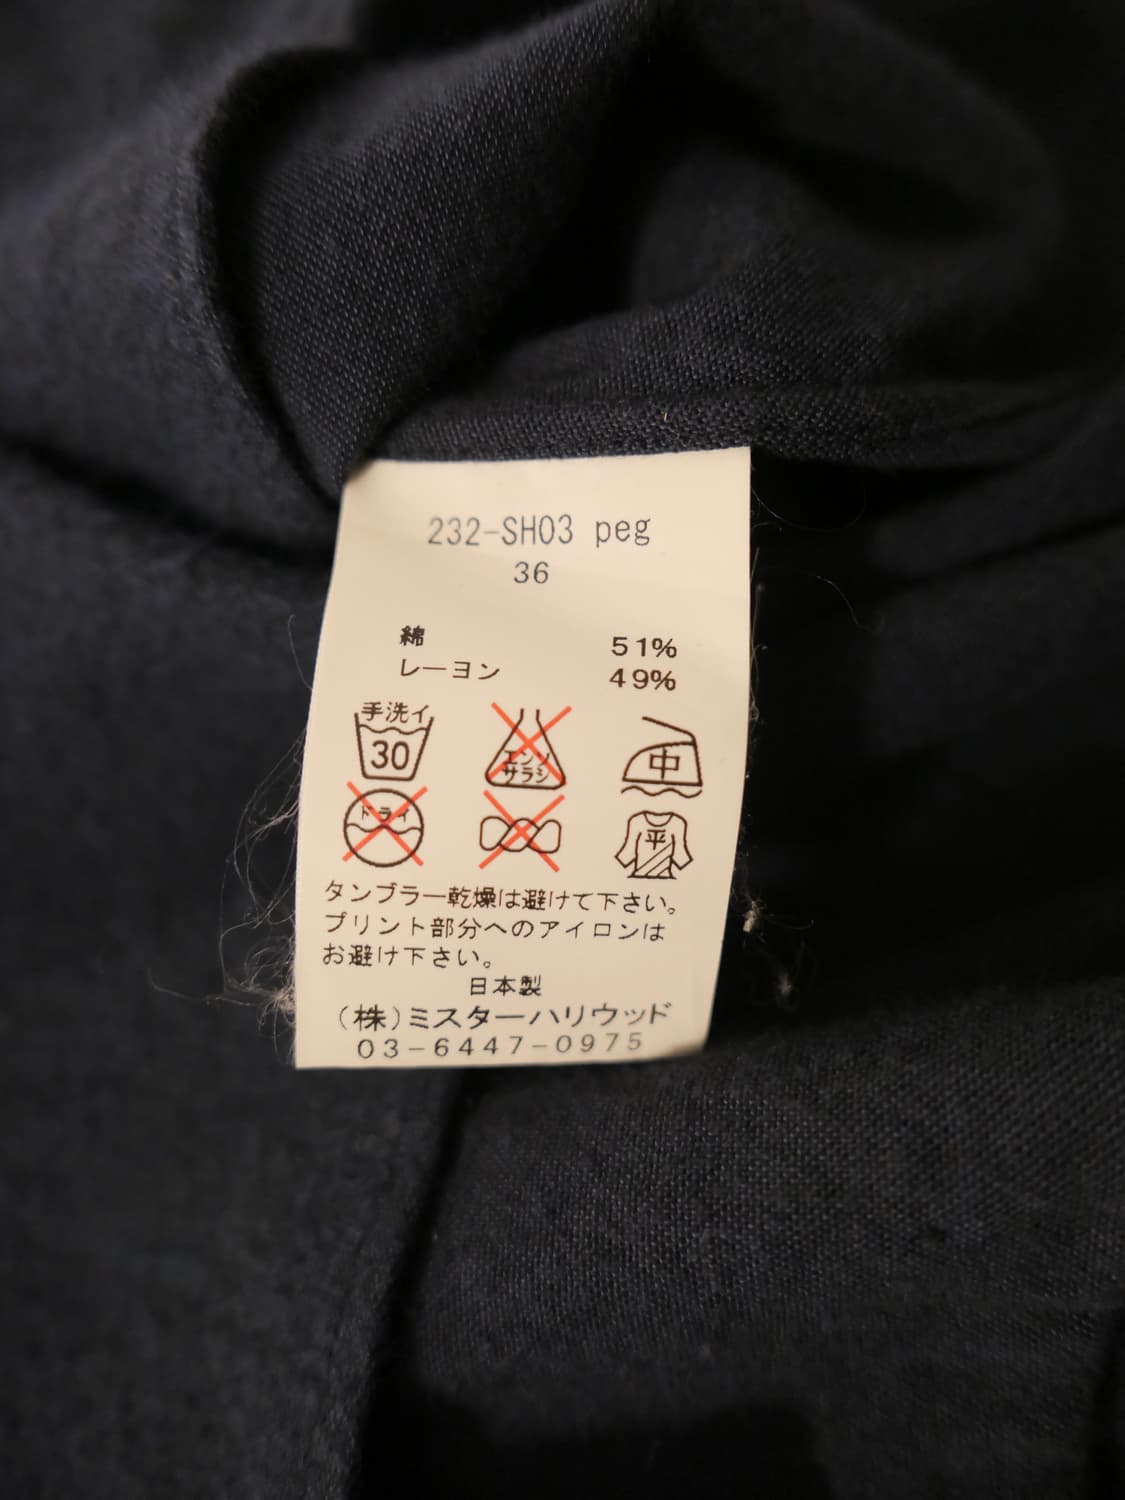 232-SH03 peg
36
綿 51%
レーヨン 49%
手洗イ
30
エンソ
サラシ
中
ドライ
平
タンブラー乾燥は避けて下さい。
プリント部分へのアイロンは
お避け下さい。
日本製
(株)ミスターハリウッド
03-6447-0975